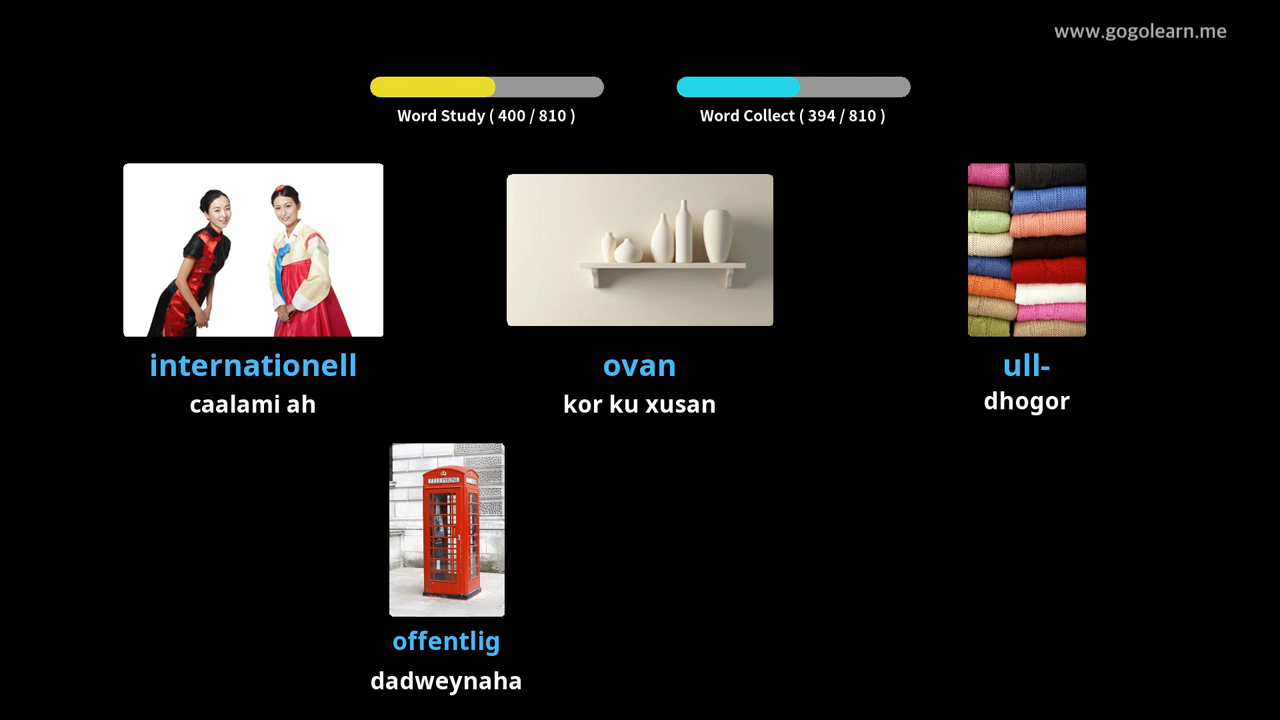 www.gogolearn.me
Word Study ( 400 / 810 )
Word Collect ( 394 / 810 )
internationell
caalami ah
ovan
kor ku xusan
ull-
dhogor
TELEPHONE
offentlig
dadweynaha